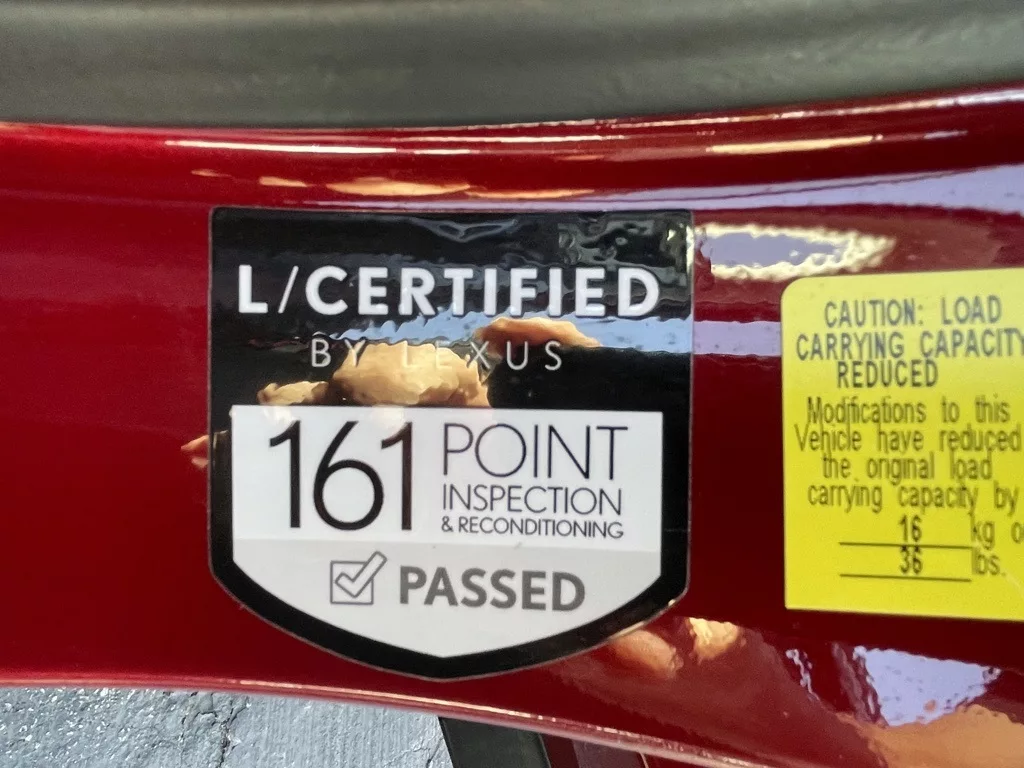 L/CERTIFIED
BY LEXUS
161 POINT
INSPECTION
& RECONDITIONING
PASSED
CAUTION: LOAD
CARRYING CAPACITY
REDUCED
Modifications to this
Vehicle have reduced
the original load
carrying capacity by
16 kg o
36 lbs.